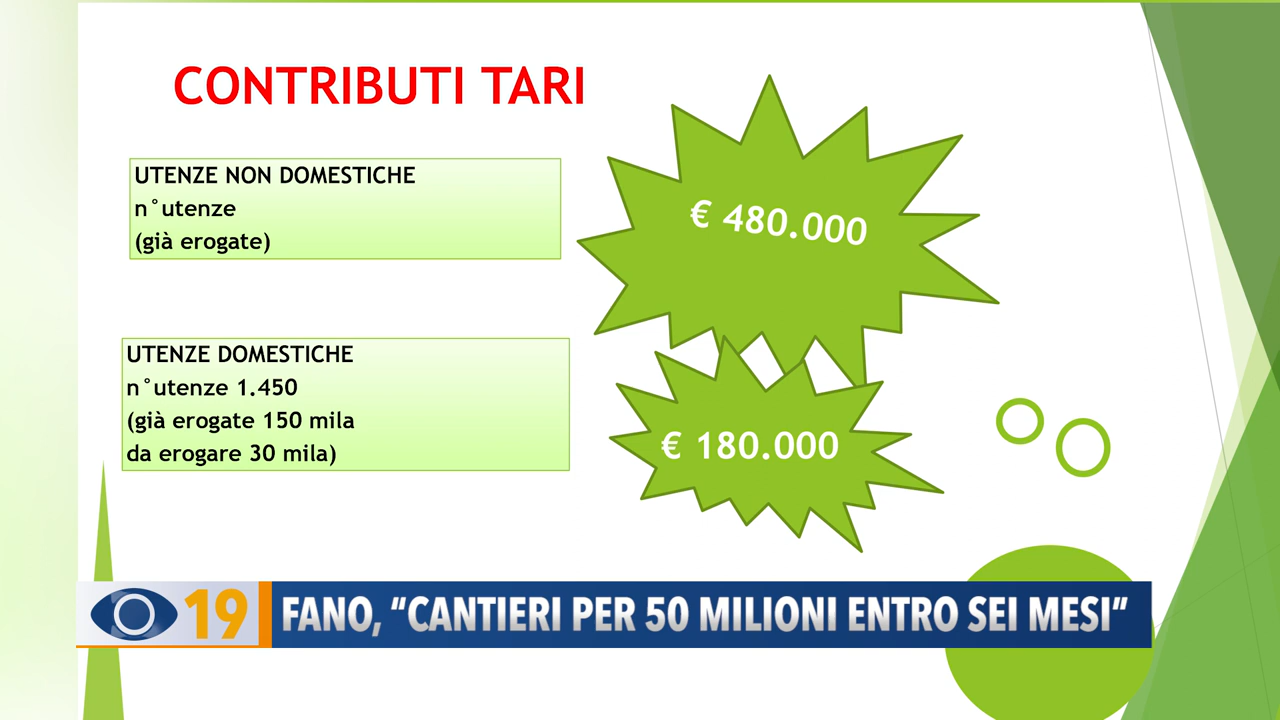 CONTRIBUTI TARI
UTENZE NON DOMESTICHE
n°utenze
(già erogate)
€ 480.000
UTENZE DOMESTICHE
n°utenze 1.450
(già erogate 150 mila
da erogare 30 mila)
€ 180.000
19
FANO, “CANTIERI PER 50 MILIONI ENTRO SEI MESI”